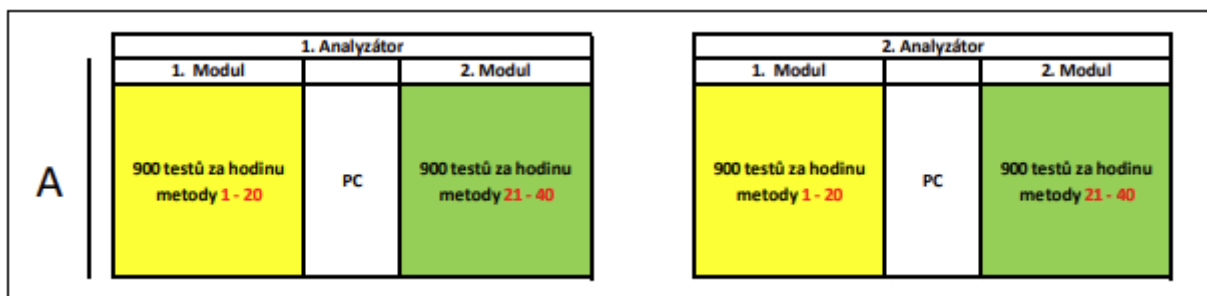 A
1. Analyzátor
1. Modul
2. Modul
900 testů za hodinu
metody 1 - 20
PC
900 testů za hodinu
metody 21 - 40
2. Analyzátor
1. Modul
2. Modul
900 testů za hodinu
metody 1 - 20
PC
900 testů za hodinu
metody 21 - 40